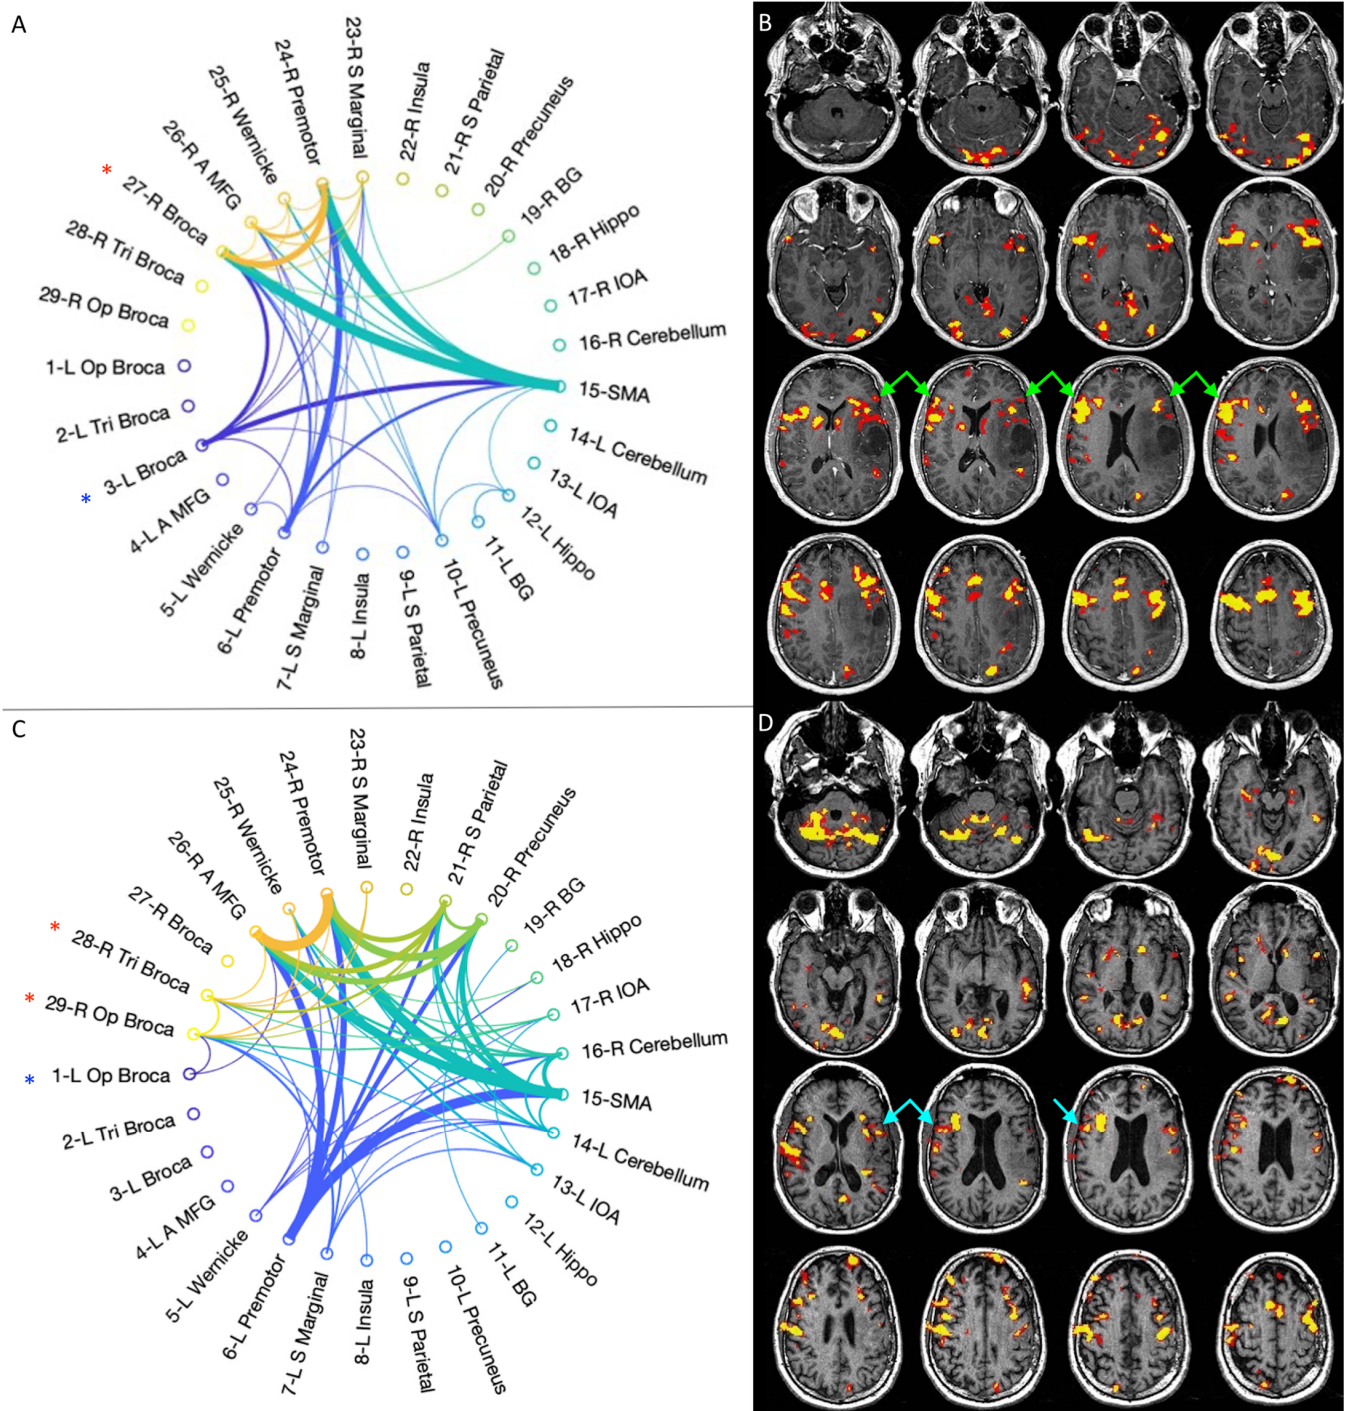 A
23-R S Marginal
24-R Premotor
22-R Insula
25-R Wernicke
21-R S Parietal
26-R A MFG
20-R Precuneus
*
27-R Broca
19-R BG
28-R Tri Broca
18-R Hippo
29-R Op Broca
17-R IOA
1-L Op Broca
16-R Cerebellum
2-L Tri Broca
15-SMA
3-L Broca
14-L Cerebellum
*
4-L A MFG
13-L IOA
5-L Wernicke
12-L Hippo
6-L Premotor
11-L BG
7-L S Marginal
10-L Precuneus
8-L Insula
9-L S Parietal
B
C
23-R S Marginal
24-R Premotor
22-R Insula
25-R Wernicke
21-R S Parietal
26-R A MFG
20-R Precuneus
27-R Broca
19-R BG
*
28-R Tri Broca
18-R Hippo
*
29-R Op Broca
17-R IOA
*
1-L Op Broca
16-R Cerebellum
2-L Tri Broca
15-SMA
3-L Broca
14-L Cerebellum
4-L A MFG
13-L IOA
5-L Wernicke
12-L Hippo
6-L Premotor
11-L BG
7-L S Marginal
10-L Precuneus
8-L Insula
9-L S Parietal
D